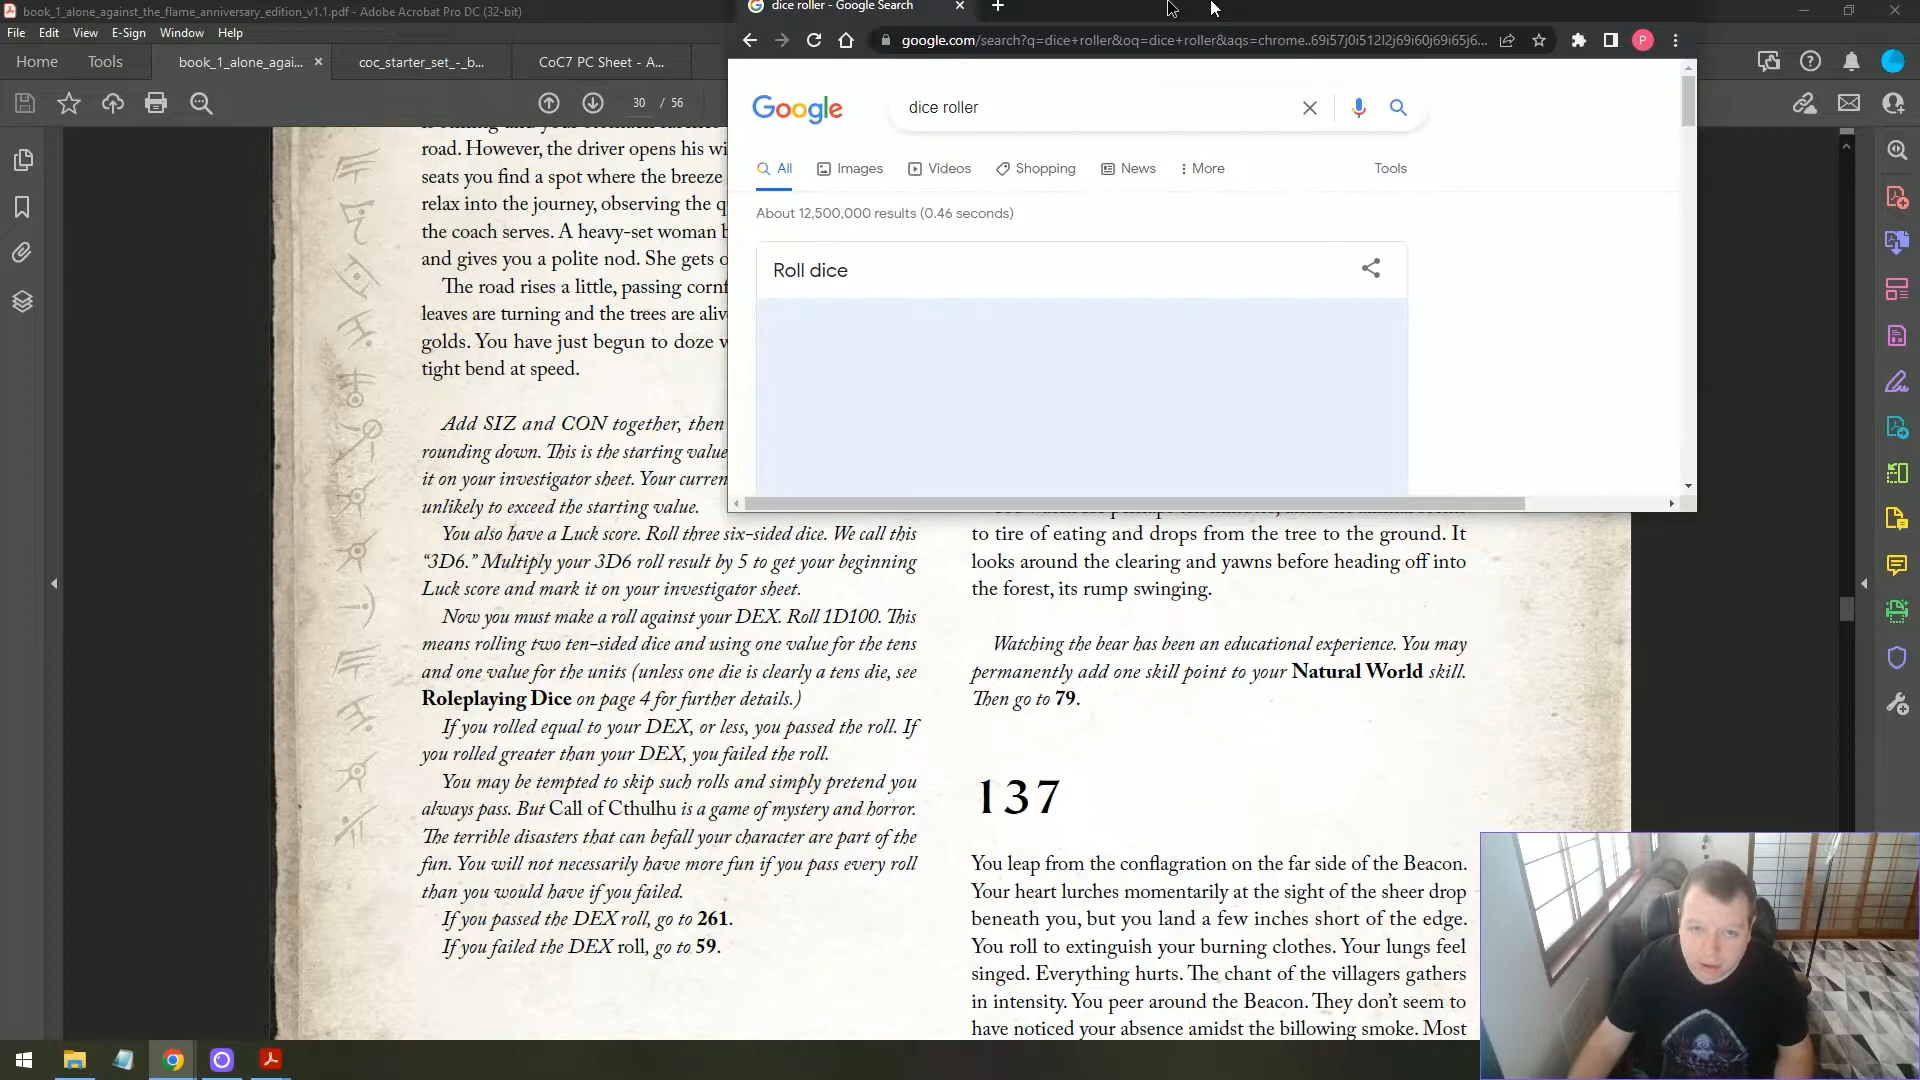 book_1_alone_against_the_flame_anniversary_edition_v1.1.pdf - Adobe Acrobat Pro DC (32-bit)
File Edit View E-Sign Window Help
Home Tools book_1_alone_agai... × coc_starter_set_-_b... CoC7 PC Sheet - A...
30 / 56
dice roller - Google Search
google.com/search?q=dice+roller&oq=dice+roller&aqs=chrome..69i57j0i512l2j69i60j69i65j6...
P
Google
dice roller
All Images Videos Shopping News More Tools
About 12,500,000 results (0.46 seconds)
Roll dice
road. However, the driver opens his wi
seats you find a spot where the breeze
relax into the journey, observing the q
the coach serves. A heavy-set woman b
and gives you a polite nod. She gets o
The road rises a little, passing cornf
leaves are turning and the trees are aliv
golds. You have just begun to doze w
tight bend at speed.
Add SIZ and CON together, then
rounding down. This is the starting value
it on your investigator sheet. Your curren
unlikely to exceed the starting value.
You also have a Luck score. Roll three six-sided dice. We call this
“3D6.” Multiply your 3D6 roll result by 5 to get your beginning
Luck score and mark it on your investigator sheet.
Now you must make a roll against your DEX. Roll 1D100. This
means rolling two ten-sided dice and using one value for the tens
and one value for the units (unless one die is clearly a tens die, see
Roleplaying Dice on page 4 for further details.)
If you rolled equal to your DEX, or less, you passed the roll. If
you rolled greater than your DEX, you failed the roll.
You may be tempted to skip such rolls and simply pretend you
always pass. But Call of Cthulhu is a game of mystery and horror.
The terrible disasters that can befall your character are part of the
fun. You will not necessarily have more fun if you pass every roll
than you would have if you failed.
If you passed the DEX roll, go to 261.
If you failed the DEX roll, go to 59.
to tire of eating and drops from the tree to the ground. It
looks around the clearing and yawns before heading off into
the forest, its rump swinging.
Watching the bear has been an educational experience. You may
permanently add one skill point to your Natural World skill.
Then go to 79.
137
You leap from the conflagration on the far side of the Beacon.
Your heart lurches momentarily at the sight of the sheer drop
beneath you, but you land a few inches short of the edge.
You roll to extinguish your burning clothes. Your lungs feel
singed. Everything hurts. The chant of the villagers gathers
in intensity. You peer around the Beacon. They don’t seem to
have noticed your absence amidst the billowing smoke. Most